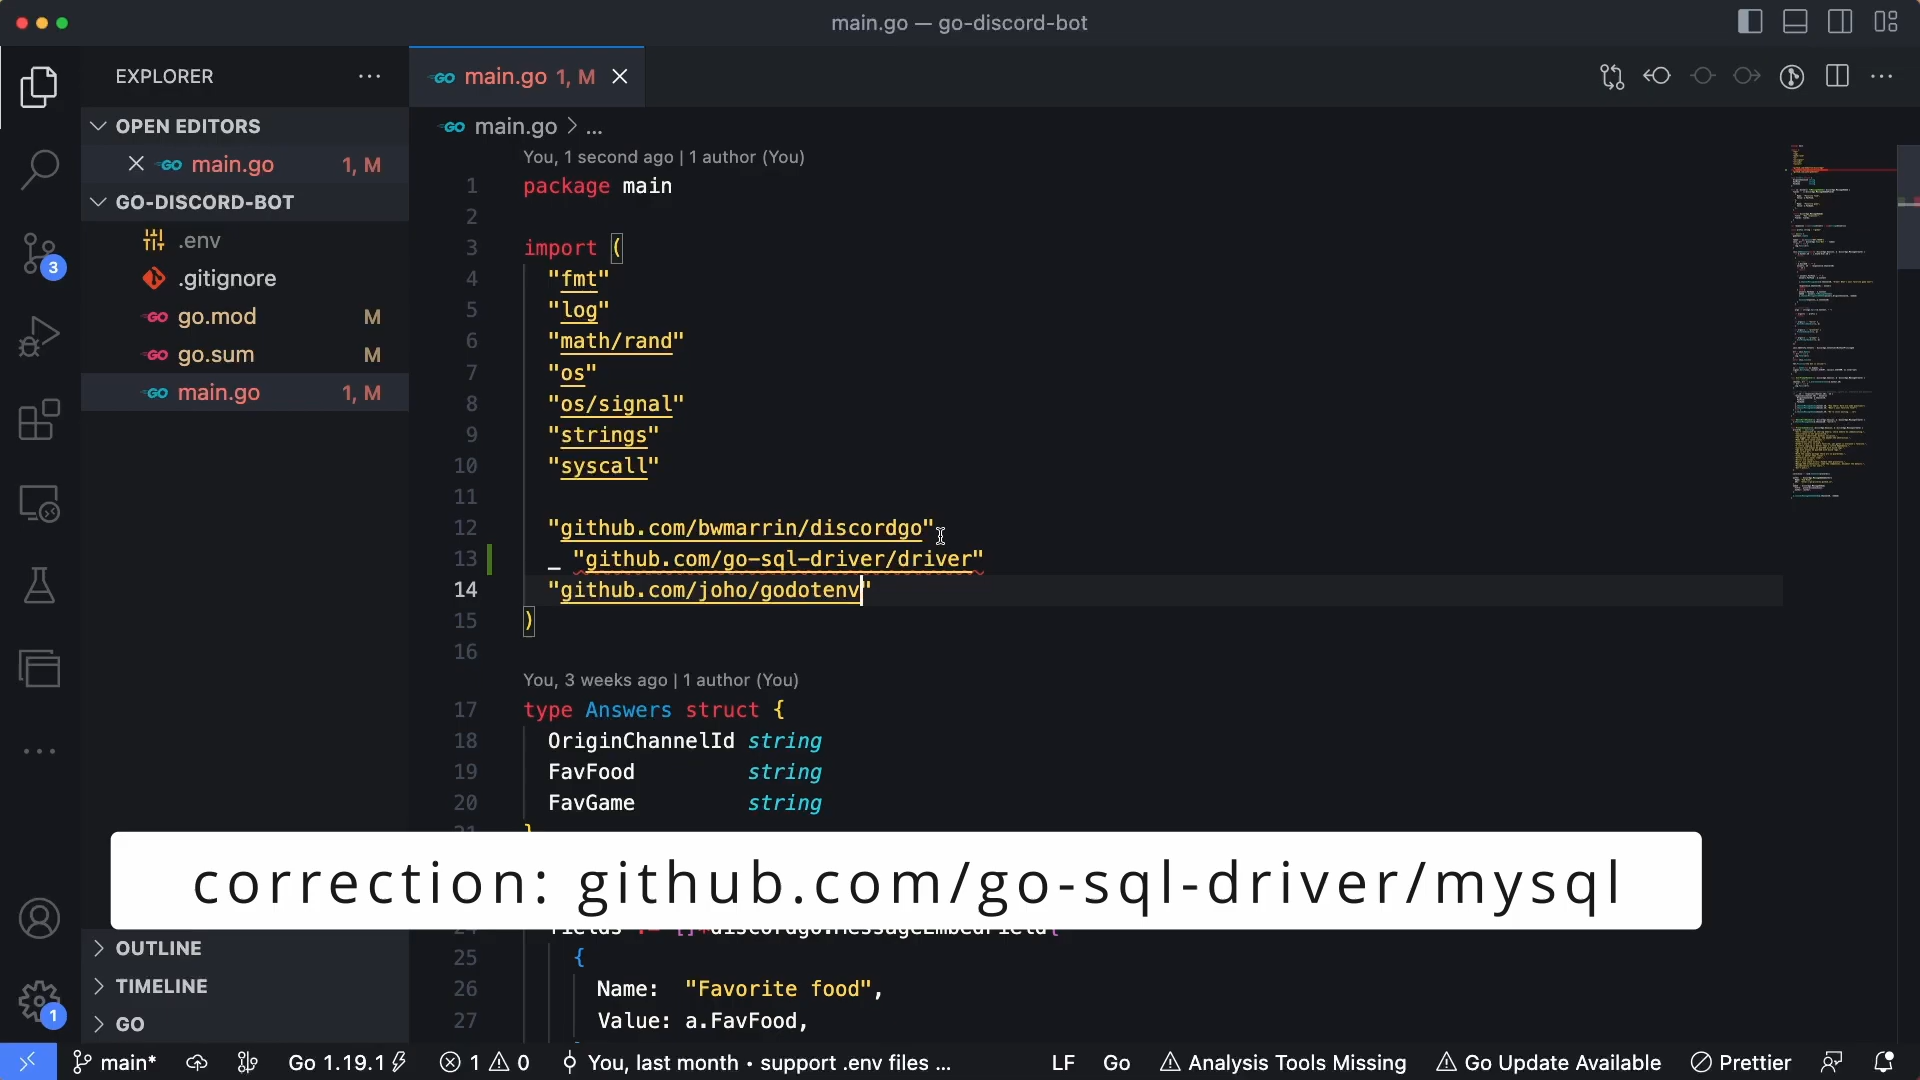 main.go — go-discord-bot
EXPLORER
main.go 1, M
OPEN EDITORS
main.go 1, M
GO-DISCORD-BOT
.env
.gitignore
go.mod M
go.sum M
main.go 1, M
3
OUTLINE
TIMELINE
GO
1
main.go > ...
You, 1 second ago | 1 author (You)
1 package main
2
3 import (
4 "fmt"
5 "log"
6 "math/rand"
7 "os"
8 "os/signal"
9 "strings"
10 "syscall"
11
12 "github.com/bwmarrin/discordgo"
13 _ "github.com/go-sql-driver/driver"
14 "github.com/joho/godotenv"
15 )
16
You, 3 weeks ago | 1 author (You)
17 type Answers struct {
18 OriginChannelId string
19 FavFood string
20 FavGame string
correction: github.com/go-sql-driver/mysql
25 {
26 Name: "Favorite food",
27 Value: a.FavFood,
main* Go 1.19.1 1 0 You, last month • support .env files ... LF Go Analysis Tools Missing Go Update Available Prettier